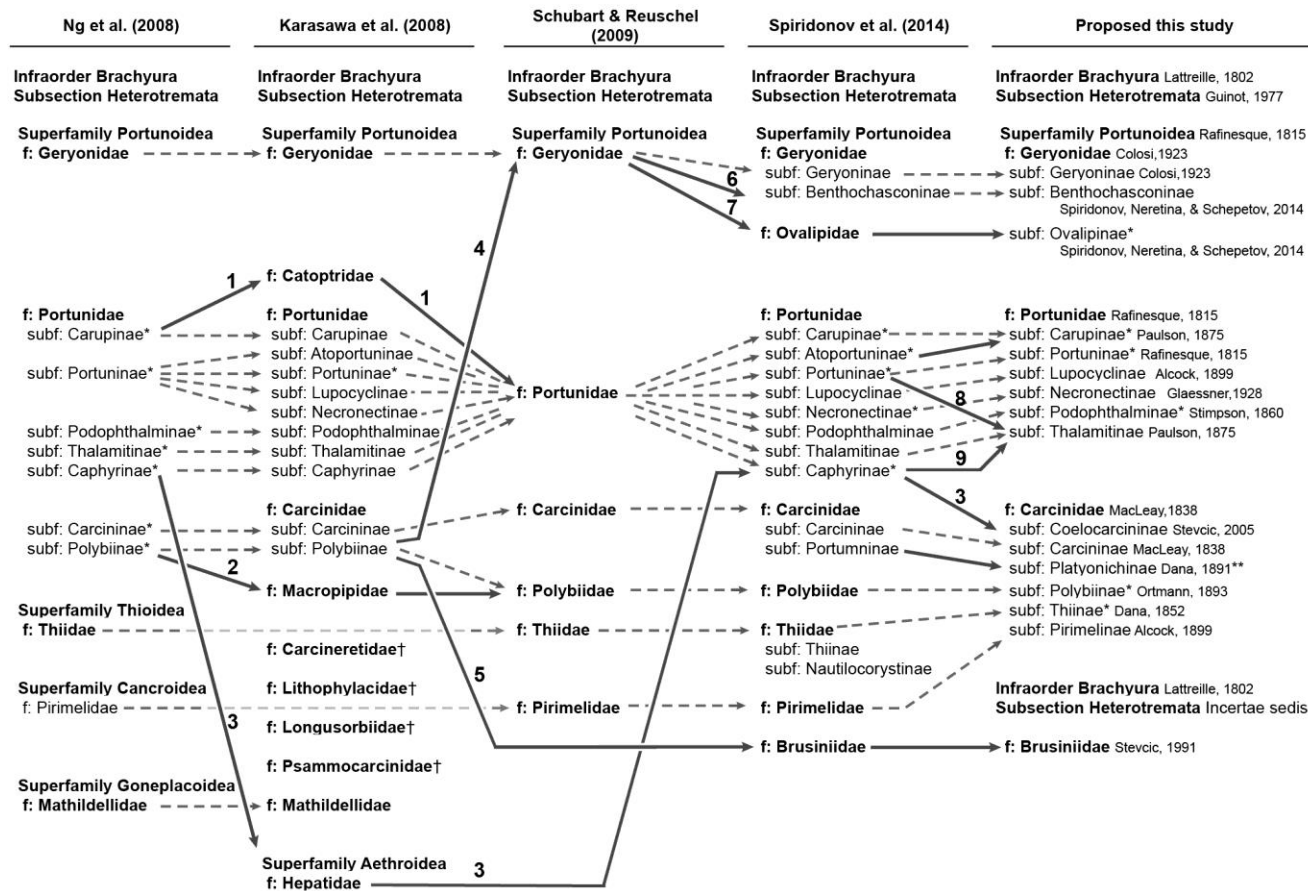 Ng et al. (2008)
Karasawa et al. (2008)
Schubart & Reuschel
(2009)
Spiridonov et al. (2014)
Proposed this study
Infraorder Brachyura
Subsection Heterotremata
Superfamily Portunoidea
f: Geryonidae
f: Portunidae
subf: Carupinae*
subf: Portuninae*
subf: Podophthalminae*
subf: Thalamitinae*
subf: Caphyrinae*
subf: Carcininae*
subf: Polybiinae*
Superfamily Thioidea
f: Thiidae
Superfamily Cancroidea
f: Pirimelidae
Superfamily Goneplacoidea
f: Mathildellidae
1
2
3
Infraorder Brachyura
Subsection Heterotremata
Superfamily Portunoidea
f: Geryonidae
f: Catoptridae
f: Portunidae
subf: Carupinae
subf: Atoportuninae
subf: Portuninae*
subf: Lupocyclinae
subf: Necronectinae
subf: Podophthalminae
subf: Thalamitinae
subf: Caphyrinae
f: Carcinidae
subf: Carcininae
subf: Polybiinae
f: Macropipidae
f: Carcineretidae†
f: Lithophylacidae†
f: Longusorbiidae†
f: Psammocarcinidae†
f: Mathildellidae
Superfamily Aethroidea
f: Hepatidae
4
1
5
3
Infraorder Brachyura
Subsection Heterotremata
Superfamily Portunoidea
f: Geryonidae
f: Portunidae
f: Carcinidae
f: Polybiidae
f: Thiidae
f: Pirimelidae
6
7
Infraorder Brachyura
Subsection Heterotremata
Superfamily Portunoidea
f: Geryonidae
subf: Geryoninae
subf: Benthochasconinae
f: Ovalipidae
f: Portunidae
subf: Carupinae*
subf: Atoportuninae*
subf: Portuninae*
subf: Lupocyclinae
subf: Necronectinae*
subf: Podophthalminae
subf: Thalamitinae
subf: Caphyrinae*
f: Carcinidae
subf: Carcininae
subf: Portumninae
f: Polybiidae
f: Thiidae
subf: Thiinae
subf: Nautilocorystinae
f: Pirimelidae
f: Brusiniidae
8
9
3
Infraorder Brachyura Lattreille, 1802
Subsection Heterotremata Guinot, 1977
Superfamily Portunoidea Rafinesque, 1815
f: Geryonidae Colosi,1923
subf: Geryoninae Colosi,1923
subf: Benthochasconinae
Spiridonov, Neretina, & Schepetov, 2014
subf: Ovalipinae*
Spiridonov, Neretina, & Schepetov, 2014
f: Portunidae Rafinesque, 1815
subf: Carupinae* Paulson, 1875
subf: Portuninae* Rafinesque, 1815
subf: Lupocyclinae Alcock, 1899
subf: Necronectinae Glaessner,1928
subf: Podophthalminae* Stimpson, 1860
subf: Thalamitinae Paulson, 1875
f: Carcinidae MacLeay,1838
subf: Coelocarcininae Stevcic, 2005
subf: Carcininae MacLeay, 1838
subf: Platyonichinae Dana, 1891**
subf: Polybiinae* Ortmann, 1893
subf: Thiinae* Dana, 1852
subf: Pirimelinae Alcock, 1899
Infraorder Brachyura Lattreille, 1802
Subsection Heterotremata Incertae sedis
f: Brusiniidae Stevcic, 1991